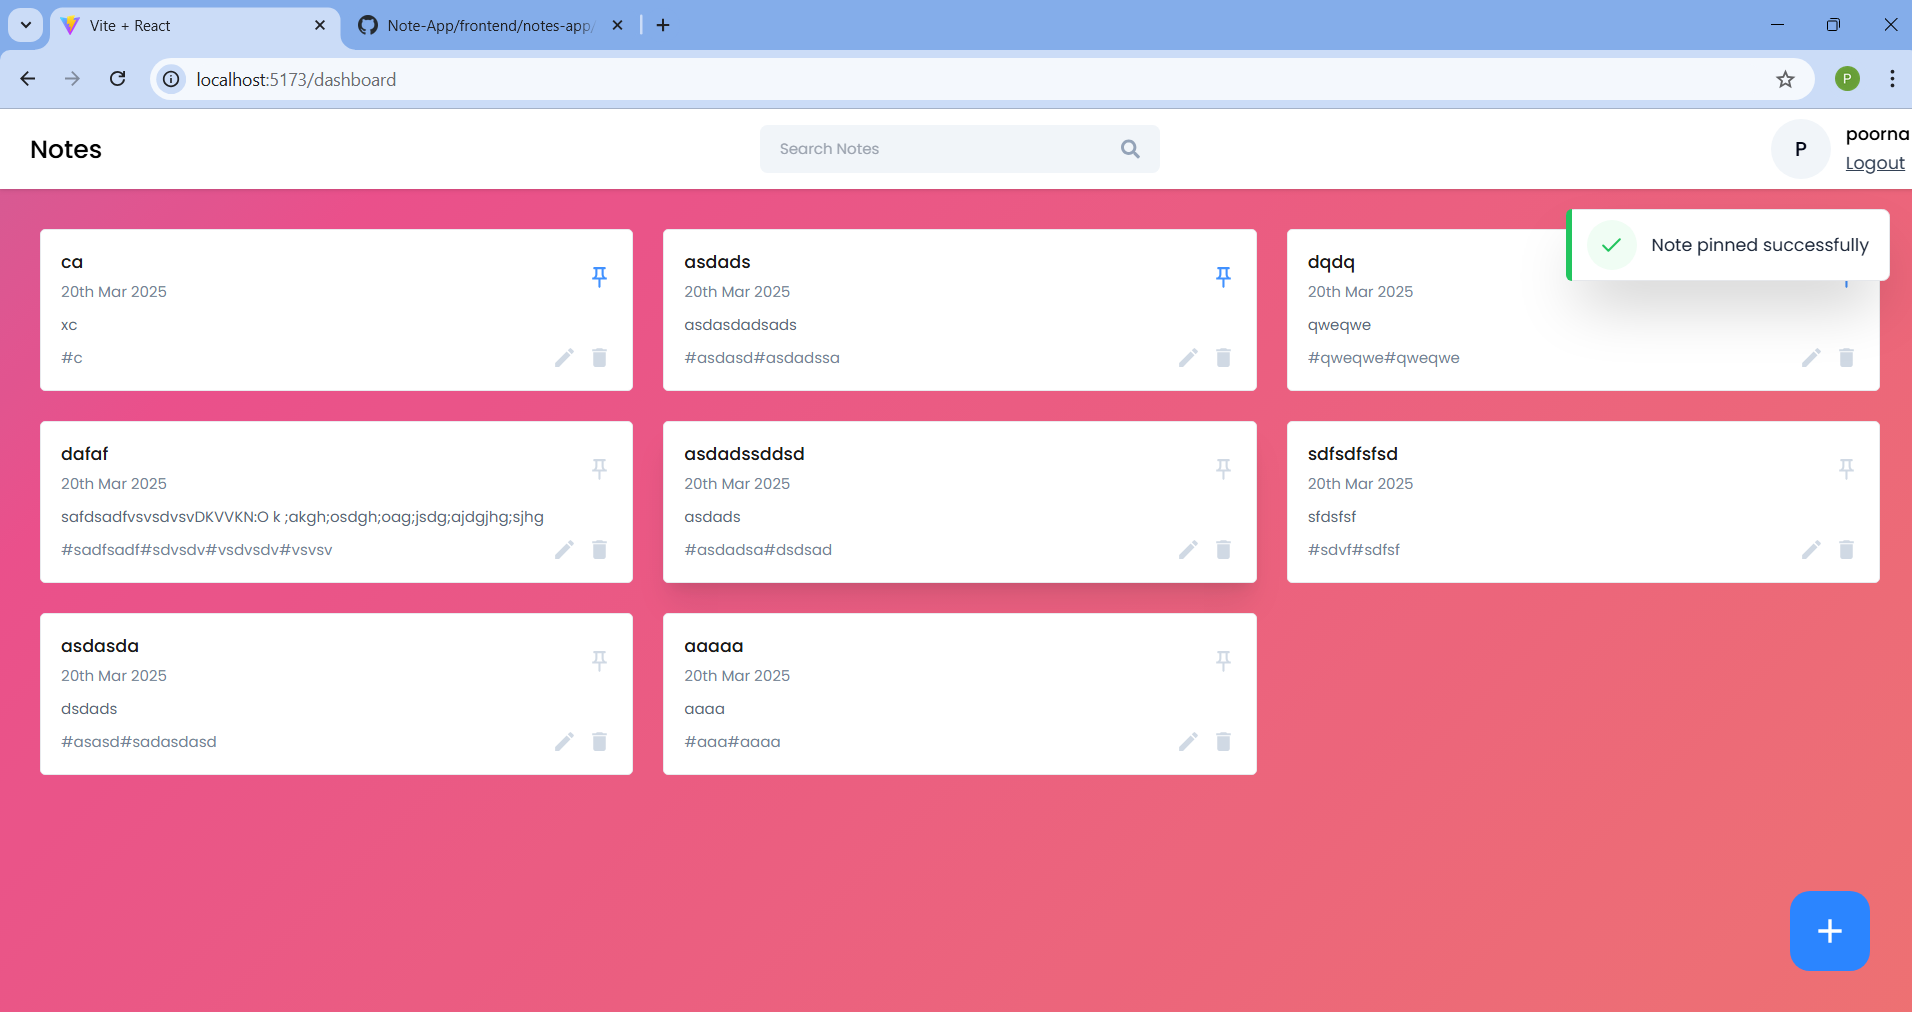 Vite + React
Note-App/frontend/notes-app/
localhost:5173/dashboard
P
Notes
Search Notes
P
poorna
Logout
Note pinned successfully
ca
20th Mar 2025
xc
#c
asdads
20th Mar 2025
asdasdadsads
#asdasd#asdadssa
dqdq
20th Mar 2025
qweqwe
#qweqwe#qweqwe
dafaf
20th Mar 2025
safdsadfvsvsdvsvDKVVKN:O k ;akgh;osdgh;oag;jsdg;ajdgjhg;sjhg
#sadfsadf#sdvsdv#vsdvsdv#vsvsv
asdadssddsd
20th Mar 2025
asdads
#asdadsa#dsdsad
sdfsdfsfsd
20th Mar 2025
sfdsfsf
#sdvf#sdfsf
asdasda
20th Mar 2025
dsdads
#asasd#sadasdasd
aaaaa
20th Mar 2025
aaaa
#aaa#aaaa